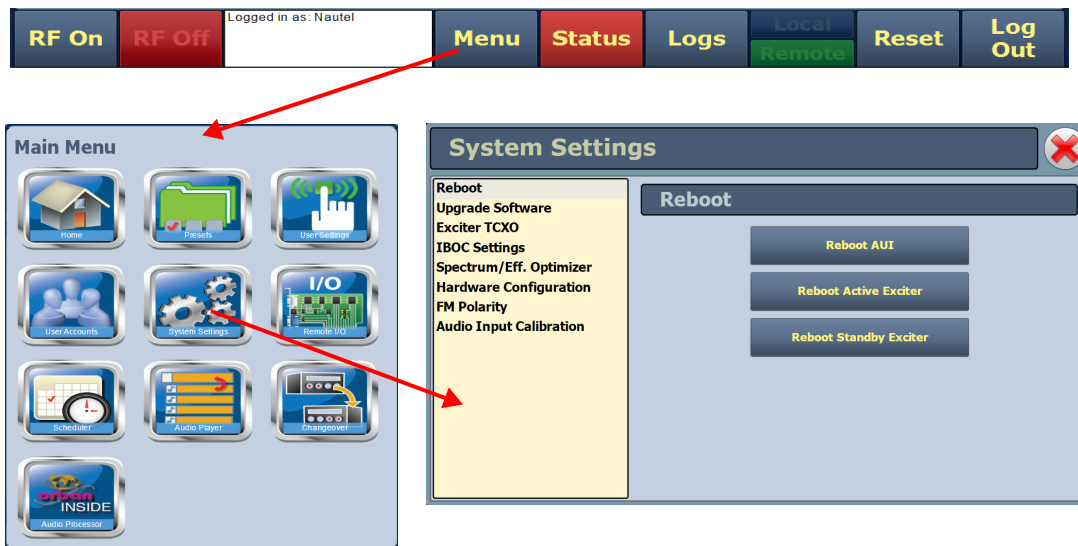 Logged in as: Nautel
RF On RF Off Menu Status Logs Local Remote Reset Log Out
Main Menu
Home Presets User Settings
I/O
User Accounts System Settings Remote I/O
Scheduler Audio Player Changeover
orban
INSIDE
Audio Processor
System Settings
Reboot
Upgrade Software
Exciter TCXO
IBOC Settings
Spectrum/Eff. Optimizer
Hardware Configuration
FM Polarity
Audio Input Calibration
Reboot
Reboot AUI
Reboot Active Exciter
Reboot Standby Exciter